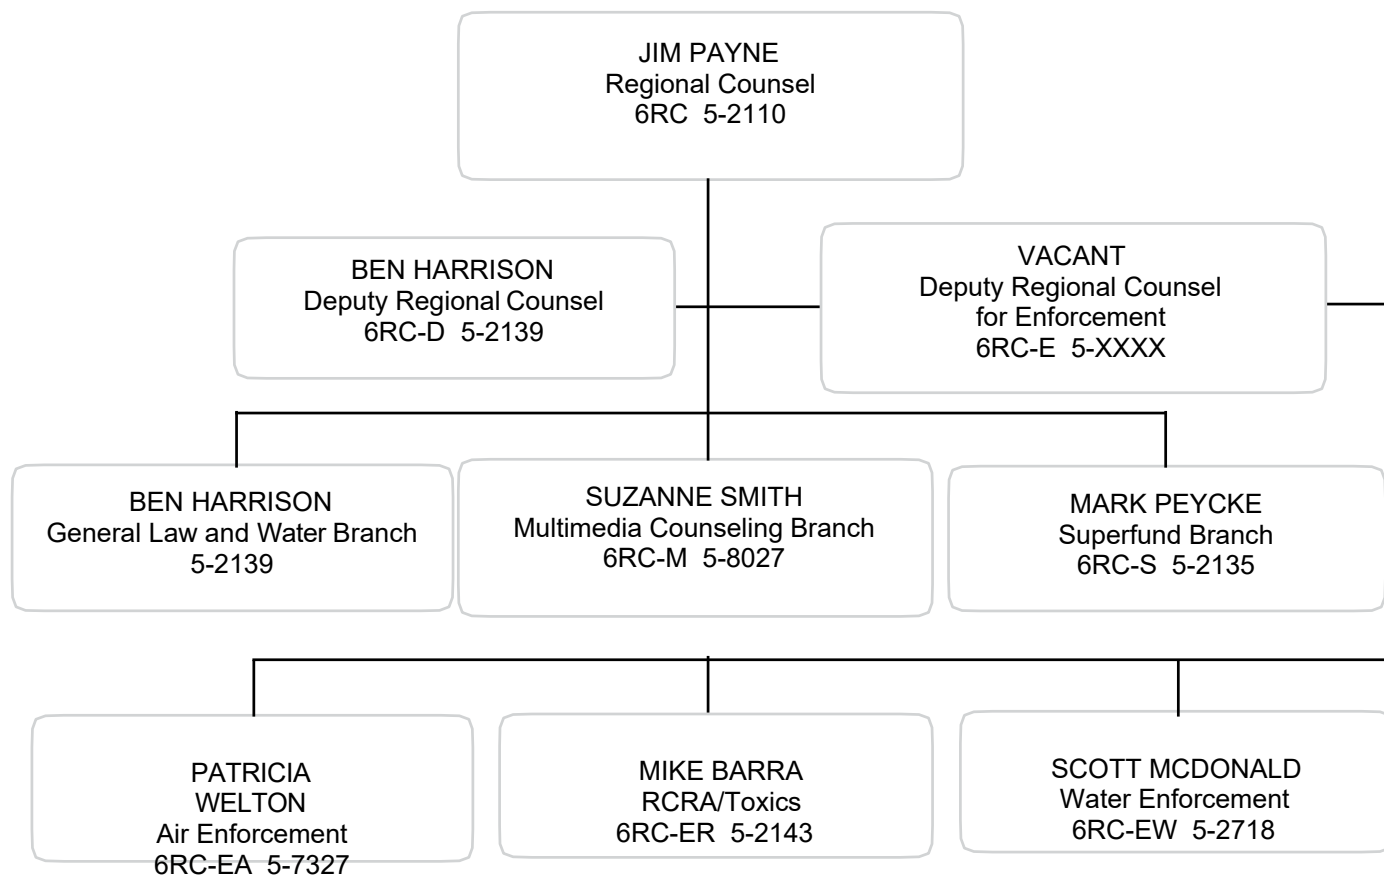 JIM PAYNE
Regional Counsel
6RC 5-2110
BEN HARRISON
Deputy Regional Counsel
6RC-D 5-2139
VACANT
Deputy Regional Counsel
for Enforcement
6RC-E 5-XXXX
BEN HARRISON
General Law and Water Branch
5-2139
SUZANNE SMITH
Multimedia Counseling Branch
6RC-M 5-8027
MARK PEYCKE
Superfund Branch
6RC-S 5-2135
PATRICIA
WELTON
Air Enforcement
6RC-EA 5-7327
MIKE BARRA
RCRA/Toxics
6RC-ER 5-2143
SCOTT MCDONALD
Water Enforcement
6RC-EW 5-2718